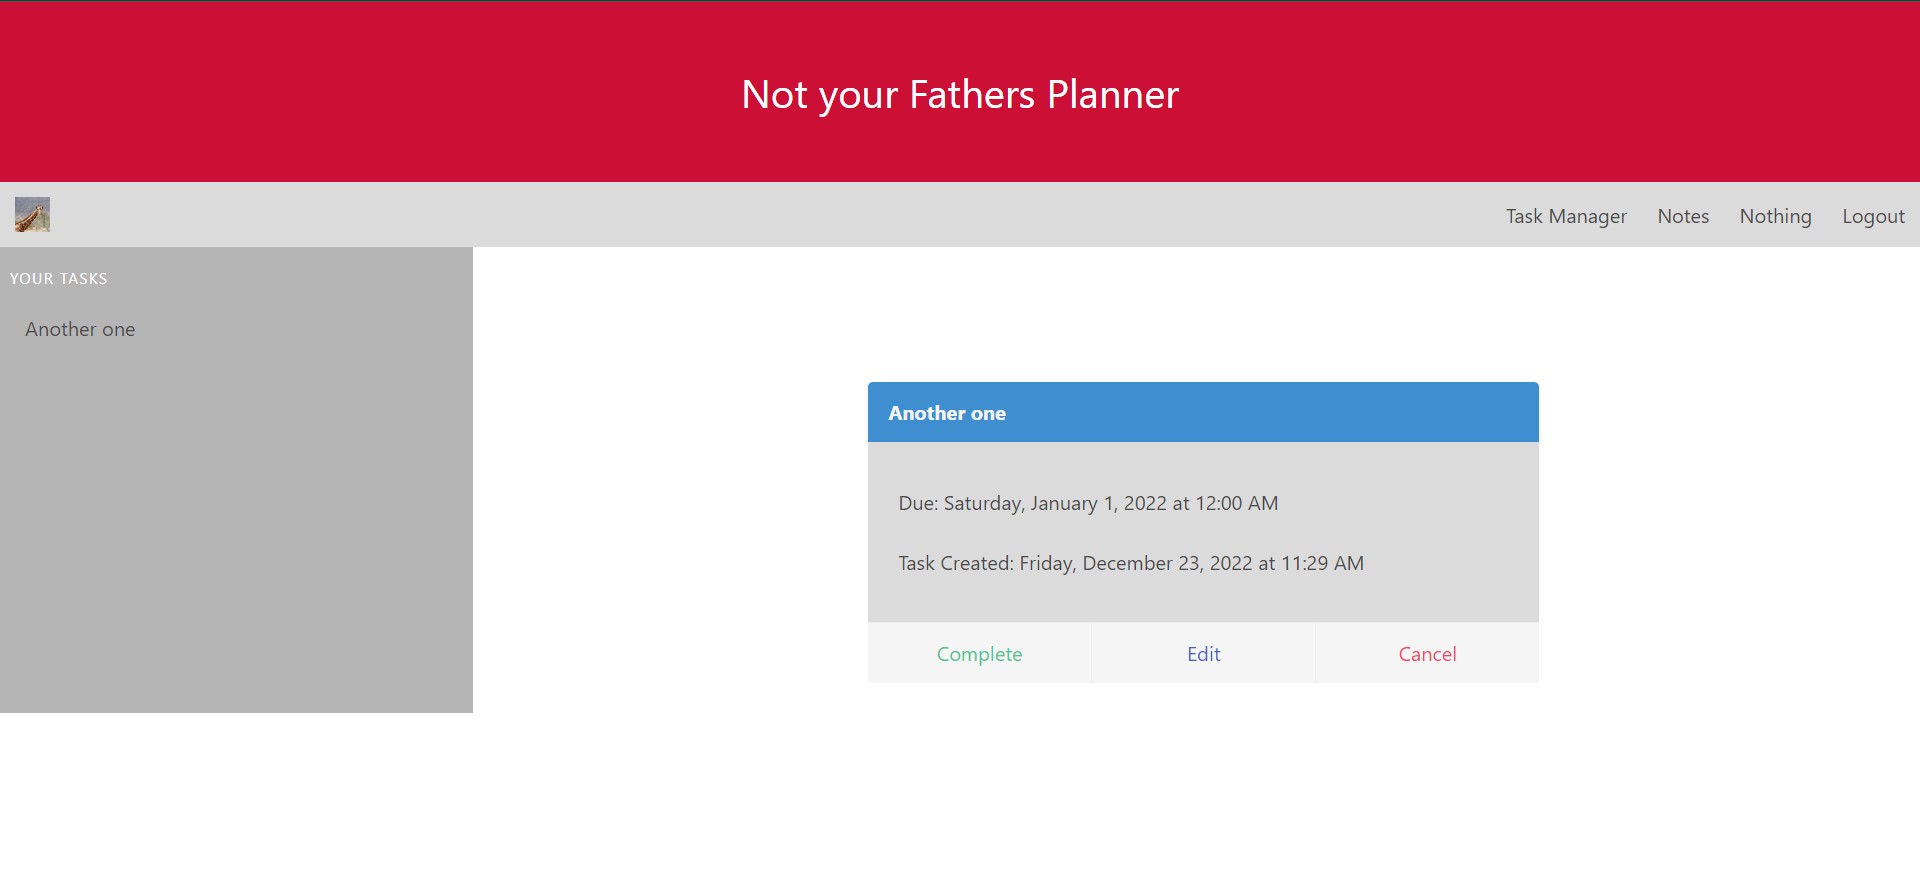 Not your Fathers Planner
Task Manager Notes Nothing Logout
YOUR TASKS
Another one
Another one
Due: Saturday, January 1, 2022 at 12:00 AM
Task Created: Friday, December 23, 2022 at 11:29 AM
Complete Edit Cancel